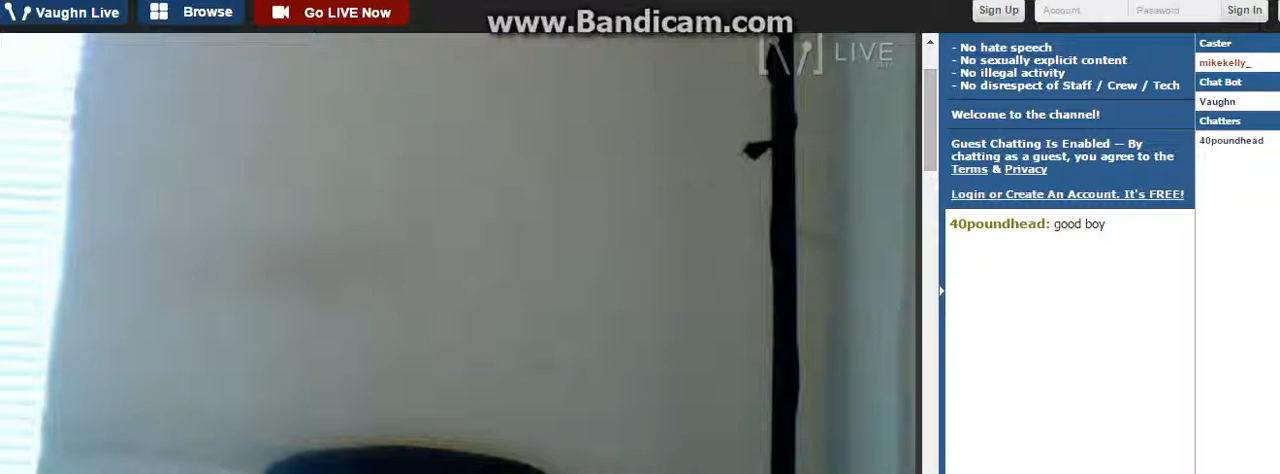 Vaughn Live
Browse
Go LIVE Now
www.Bandicam.com
Sign Up
Account
Password
Sign In
LIVE
- No hate speech
- No sexually explicit content
- No illegal activity
- No disrespect of Staff / Crew / Tech
Welcome to the channel!
Guest Chatting Is Enabled -- By
chatting as a guest, you agree to the
Terms & Privacy
Login or Create An Account. It's FREE!
40poundhead: good boy
Caster
mikekelly_
Chat Bot
Vaughn
Chatters
40poundhead